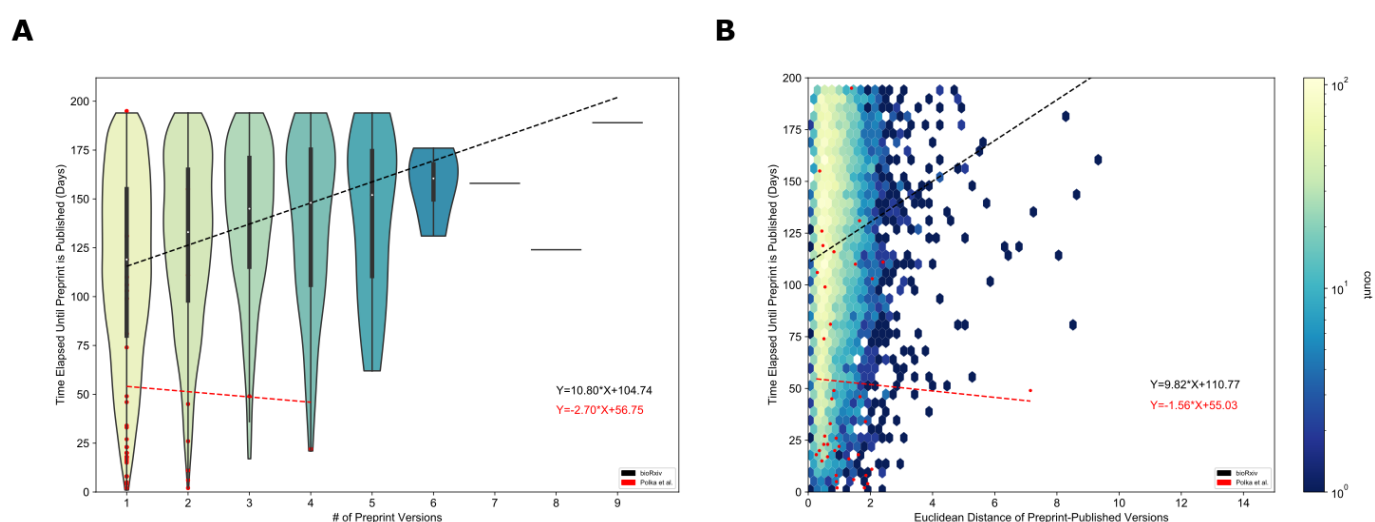 A
B
200
175
150
125
100
75
50
25
0
Time Elapsed Until Preprint is Published (Days)
1 2 3 4 5 6 7 8 9
# of Preprint Versions
Y=10.80*X+104.74
Y=-2.70*X+56.75
bioRxiv
Polka et al.
200
175
150
125
100
75
50
25
0
Time Elapsed Until Preprint is Published (Days)
0 2 4 6 8 10 12 14
Euclidean Distance of Preprint-Published Versions
Y=9.82*X+110.77
Y=-1.56*X+55.03
bioRxiv
Polka et al.
10²
10¹
10⁰
count